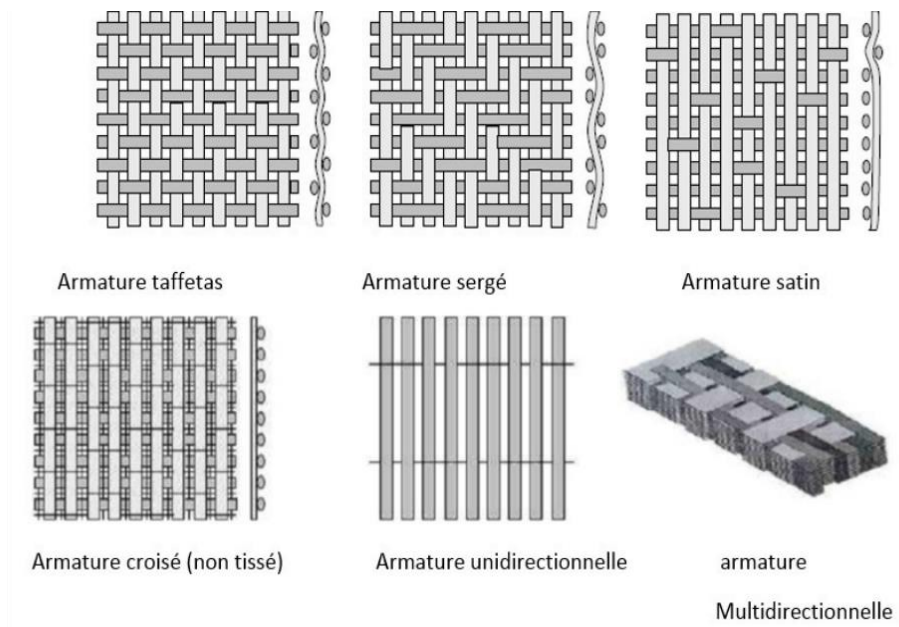 Armature taffetas
Armature sergé
Armature satin
Armature croisé (non tissé)
Armature unidirectionnelle
armature
Multidirectionnelle